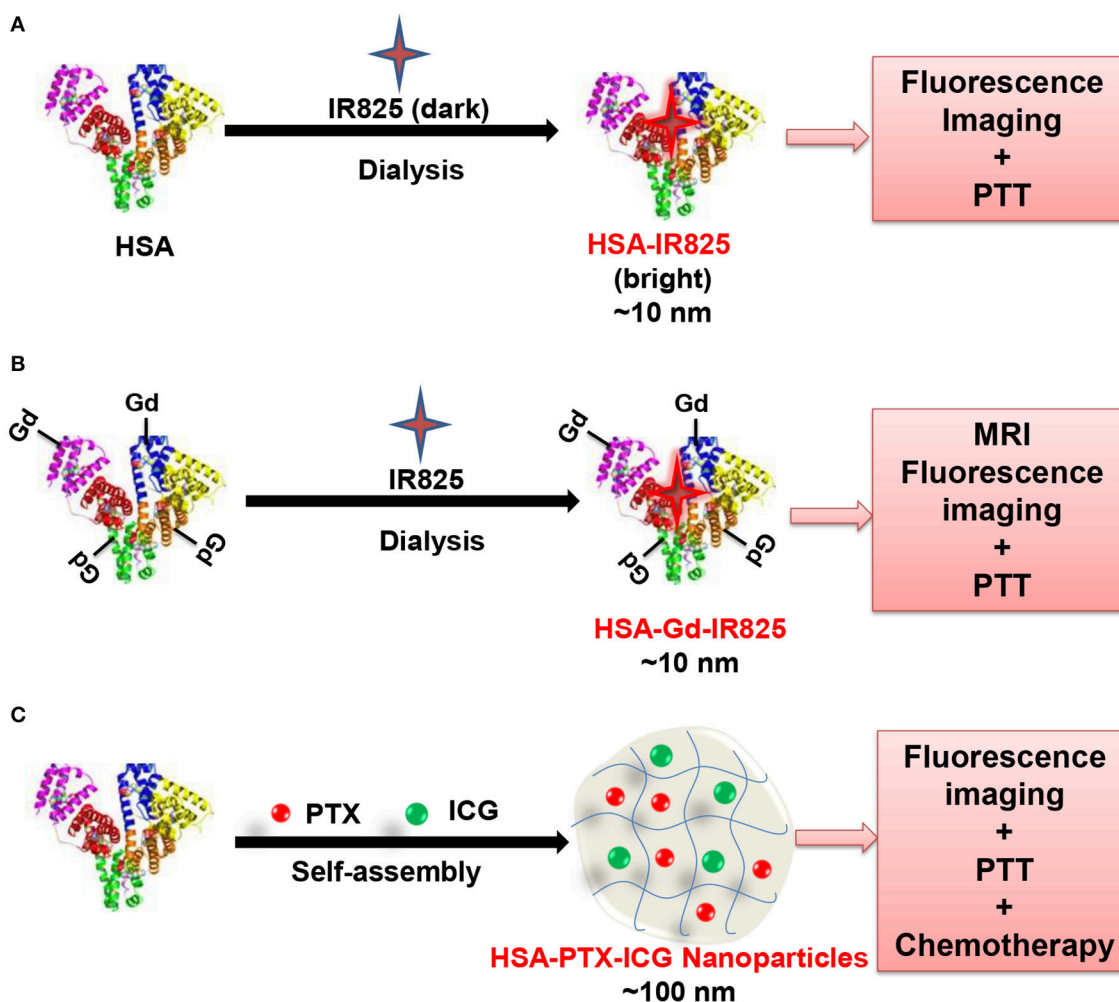 A
IR825 (dark)
Dialysis
HSA
HSA-IR825
(bright)
~10 nm
Fluorescence
Imaging
+
PTT
B
Gd
Gd
Gd
Gd
IR825
Dialysis
Gd
Gd
Gd
Gd
HSA-Gd-IR825
~10 nm
MRI
Fluorescence
imaging
+
PTT
C
PTX ICG
Self-assembly
HSA-PTX-ICG Nanoparticles
~100 nm
Fluorescence
imaging
+
PTT
+
Chemotherapy